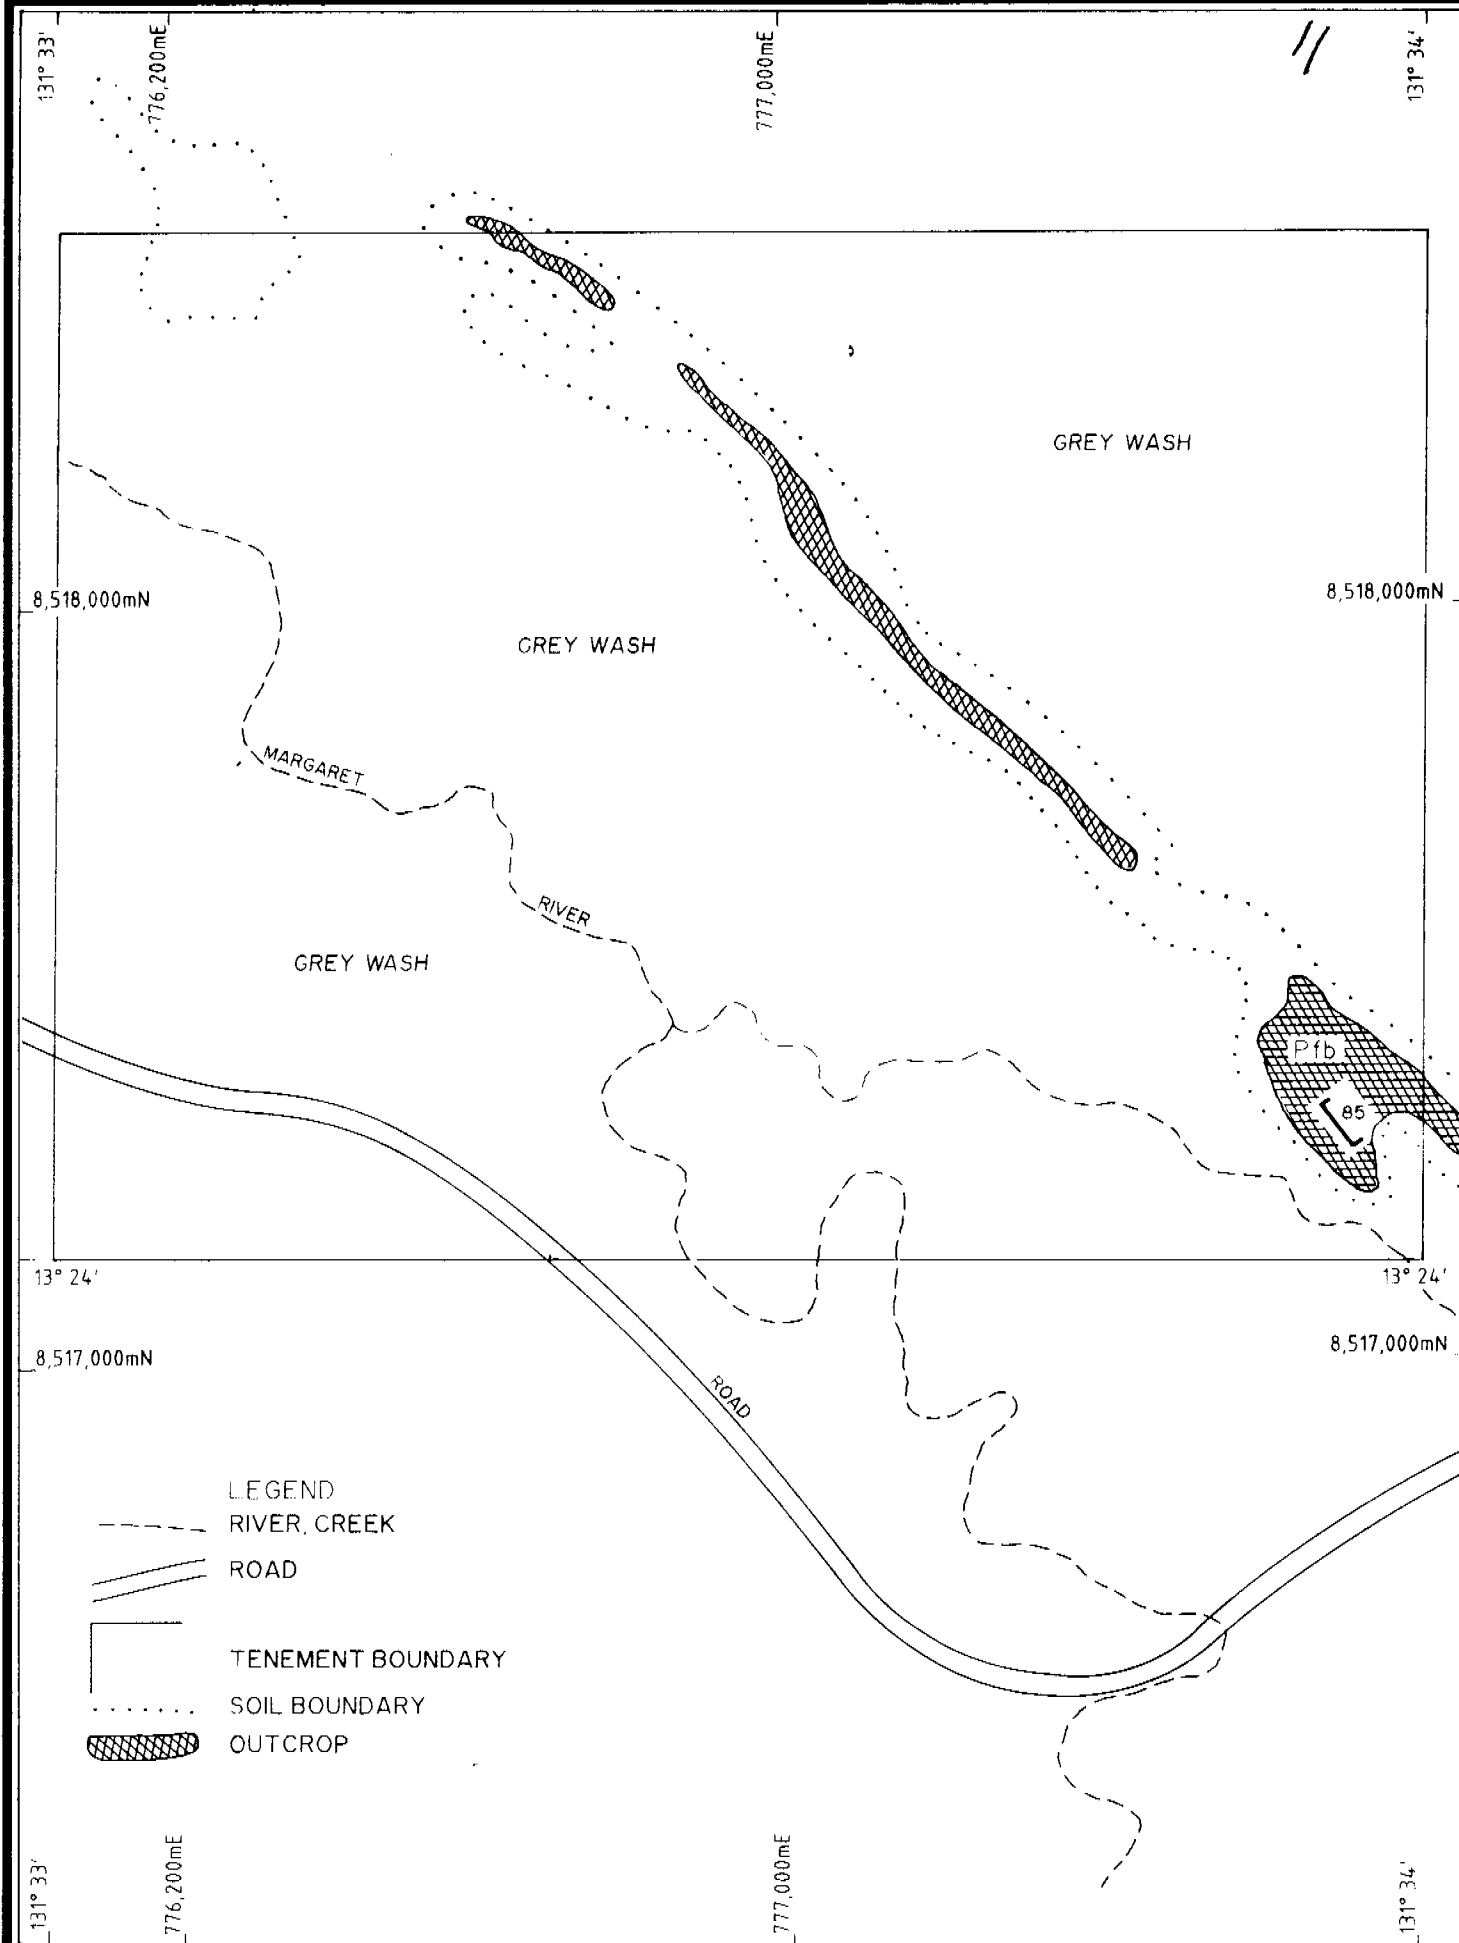 131° 33'
776,200mE
777,000mE
131° 34'
GREY WASH
8,518,000mN
8,518,000mN
GREY WASH
MARGARET
RIVER
GREY WASH
Pfb
85
13° 24'
13° 24'
8,517,000mN
8,517,000mN
ROAD
LEGEND
RIVER, CREEK
ROAD
TENEMENT BOUNDARY
SOIL BOUNDARY
OUTCROP
131° 33'
776,200mE
777,000mE
131° 34'